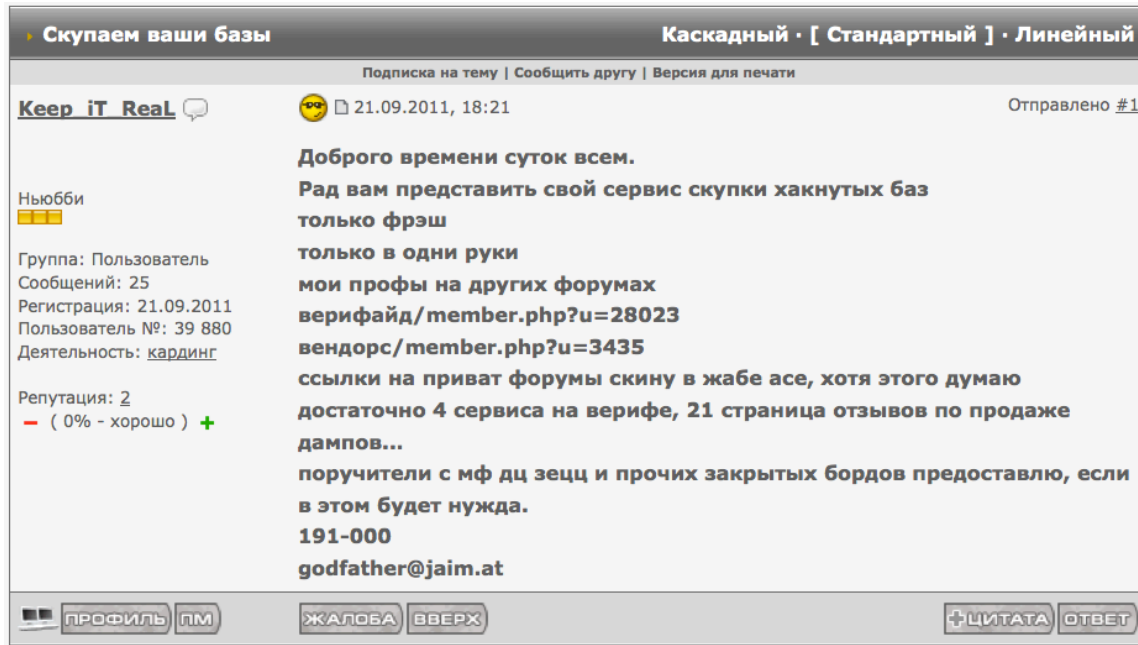 Скупаем ваши базы
Каскадный · [ Стандартный ] · Линейный
Подписка на тему | Сообщить другу | Версия для печати
Keep_iT_ReaL
21.09.2011, 18:21
Отправлено #1
Ньюбби
Группа: Пользователь
Сообщений: 25
Регистрация: 21.09.2011
Пользователь №: 39 880
Деятельность: кардинг
Репутация: 2
( 0% - хорошо )
Доброго времени суток всем.
Рад вам представить свой сервис скупки хакнутых баз
только фрэш
только в одни руки
мои профы на других форумах
верифайд/member.php?u=28023
вендорс/member.php?u=3435
ссылки на приват форумы скину в жабе асе, хотя этого думаю
достаточно 4 сервиса на верифе, 21 страница отзывов по продаже
дампов...
поручители с мф дц зецц и прочих закрытых бордов предоставлю, если
в этом будет нужда.
191-000
godfather@jaim.at
ПРОФИЛЬ
ПМ
ЖАЛОБА
ВВЕРХ
+ЦИТАТА
ОТВЕТ